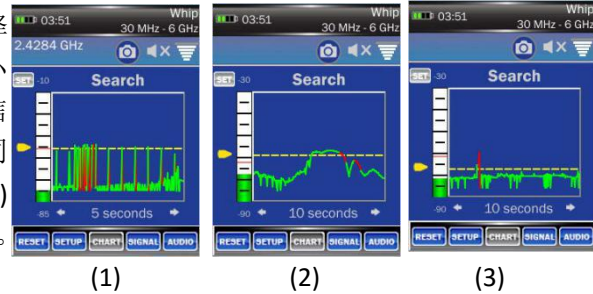 03:51
Whip
30 MHz - 6 GHz
2.4284 GHz
SET
-10
Search
-85
5 seconds
RESET SETUP CHART SIGNAL AUDIO
(1)
03:51
Whip
30 MHz - 6 GHz
SET
-30
Search
-90
10 seconds
RESET SETUP CHART SIGNAL AUDIO
(2)
03:51
Whip
30 MHz - 6 GHz
SET
-30
Search
-90
10 seconds
RESET SETUP CHART SIGNAL AUDIO
(3)
)
。